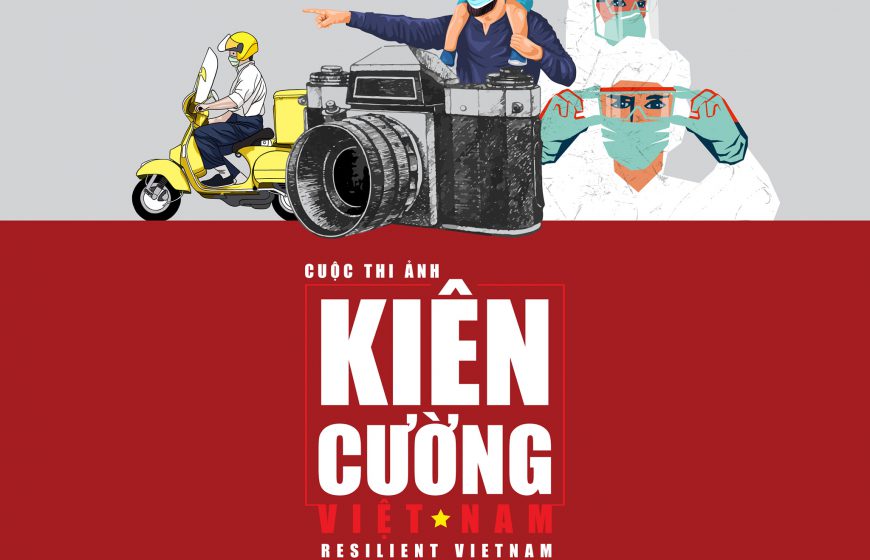 CUỘC THI ẢNH
KIÊN
CƯỜNG
VIỆT NAM
RESILIENT VIETNAM